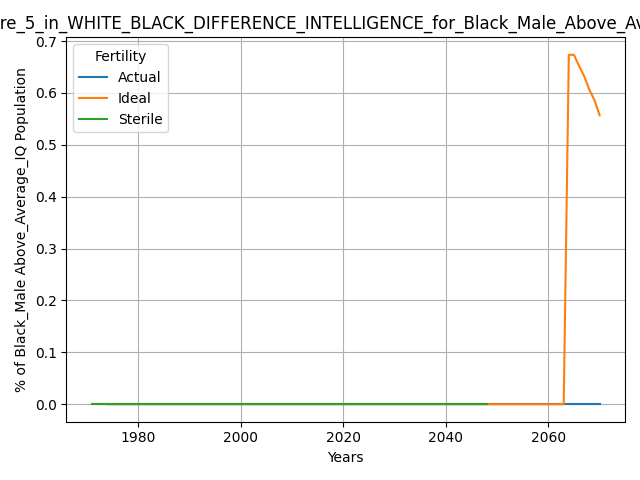 re_5_in_WHITE_BLACK_DIFFERENCE_INTELLIGENCE_for_Black_Male_Above_Av
Fertility
Actual
Ideal
Sterile
% of Black_Male Above_Average_IQ Population
0.7
0.6
0.5
0.4
0.3
0.2
0.1
0.0
1980 2000 2020 2040 2060
Years